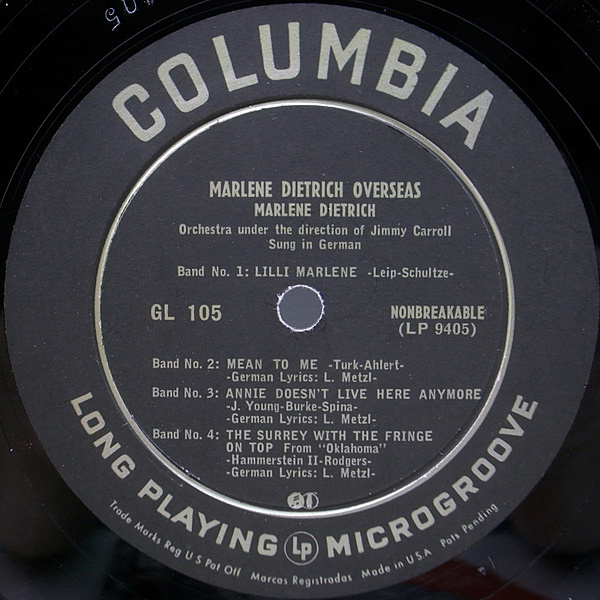 COLUMBIA
MARLENE DIETRICH OVERSEAS
MARLENE DIETRICH
Orchestra under the direction of Jimmy Carroll
Sung in German
Band No. 1: LILLI MARLENE -Leip-Schultze-
GL 105
NONBREAKABLE
(LP 9405)
Band No. 2: MEAN TO ME -Turk-Ahlert-
-German Lyrics: L. Metzl-
Band No. 3: ANNIE DOESN'T LIVE HERE ANYMORE
-J. Young-Burke-Spina-
-German Lyrics: L. Metzl-
Band No. 4: THE SURREY WITH THE FRINGE
ON TOP From "Oklahoma"
-Hammerstein II-Rodgers-
-German Lyrics: L. Metzl-
LONG PLAYING Lp MICROGROOVE
Trade Marks Reg U S Pat Off Marcas Registradas Made in U S A Pats Pending